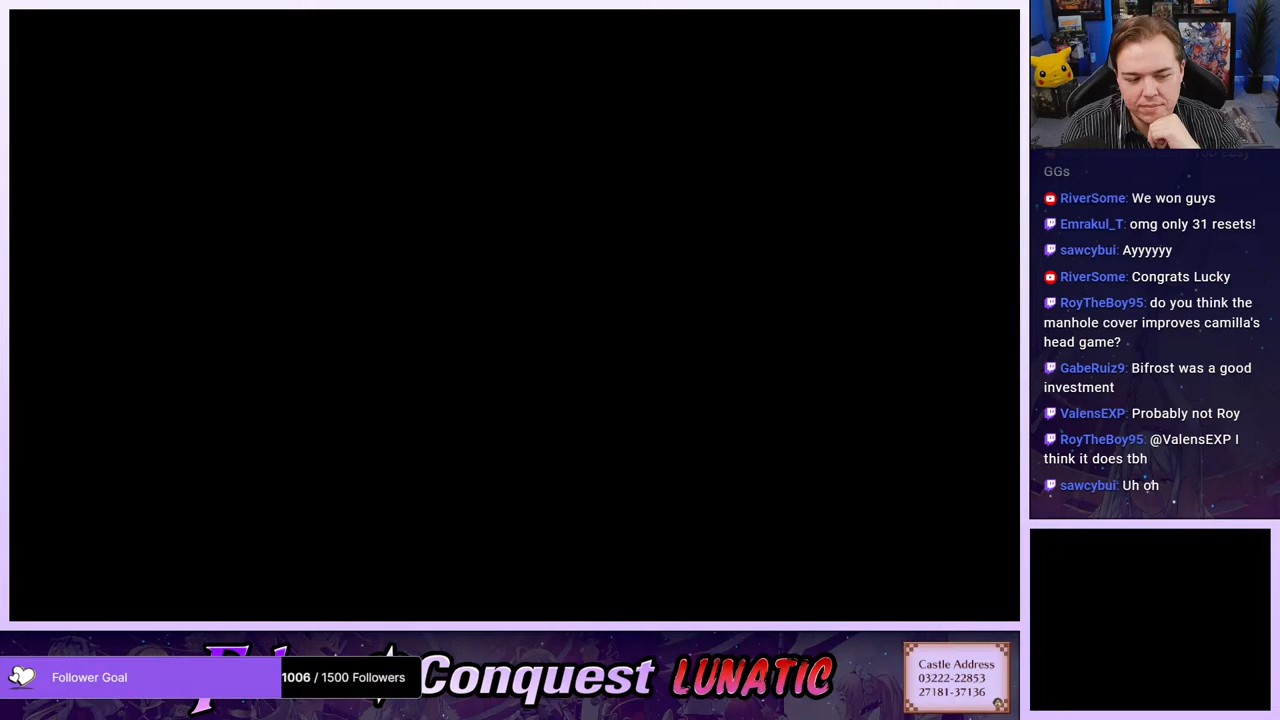 GGs
RiverSome: We won guys
Emrakul_T: omg only 31 resets!
sawcybui: Ayyyyyy
RiverSome: Congrats Lucky
RoyTheBoy95: do you think the
manhole cover improves camilla's
head game?
GabeRuiz9: Bifrost was a good
investment
ValensEXP: Probably not Roy
RoyTheBoy95: @ValensEXP I
think it does tbh
sawcybui: Uh oh
Conquest LUNATIC
Follower Goal
1006 / 1500 Followers
Castle Address
03222-22853
27181-37136